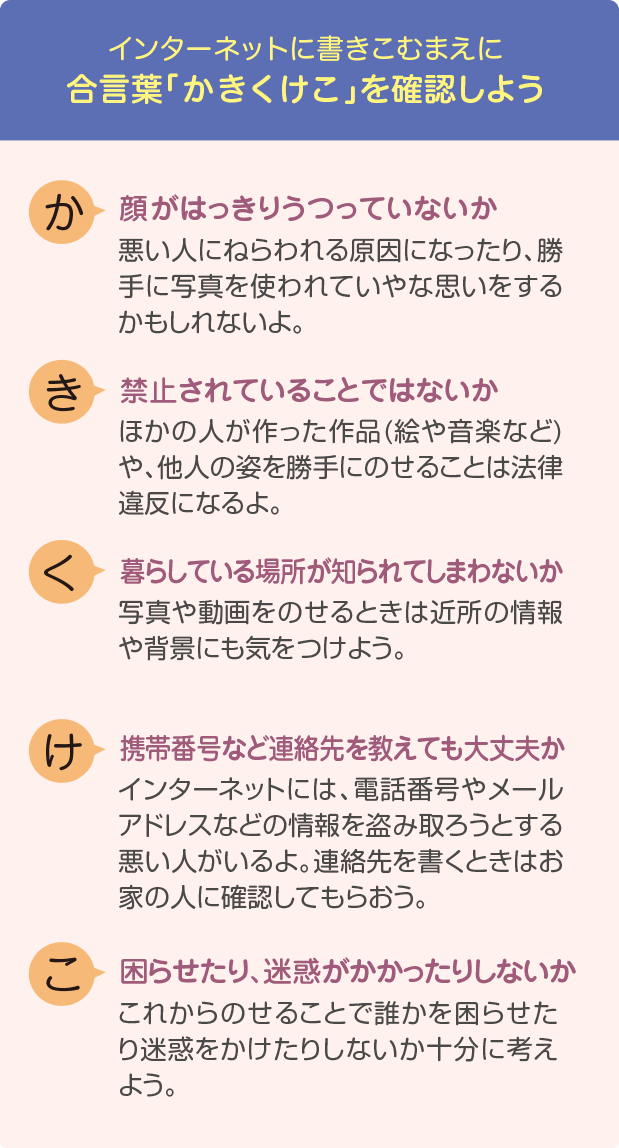 インターネットに書きこむまえに
合言葉「かきくけこ」を確認しよう
か
顔がはっきりうつっていないか
悪い人にねらわれる原因になったり、勝
手に写真を使われていやな思いをする
かもしれないよ。
き
禁止されていることではないか
ほかの人が作った作品(絵や音楽など)
や、他人の姿を勝手にのせることは法律
違反になるよ。
く
暮らしている場所が知られてしまわないか
写真や動画をのせるときは近所の情報
や背景にも気をつけよう。
け
携帯番号など連絡先を教えても大丈夫か
インターネットには、電話番号やメール
アドレスなどの情報を盗み取ろうとする
悪い人がいるよ。連絡先を書くときはお
家の人に確認してもらおう。
こ
困らせたり、迷惑がかかったりしないか
これからのせることで誰かを困らせた
り迷惑をかけたりしないか十分に考え
よう。